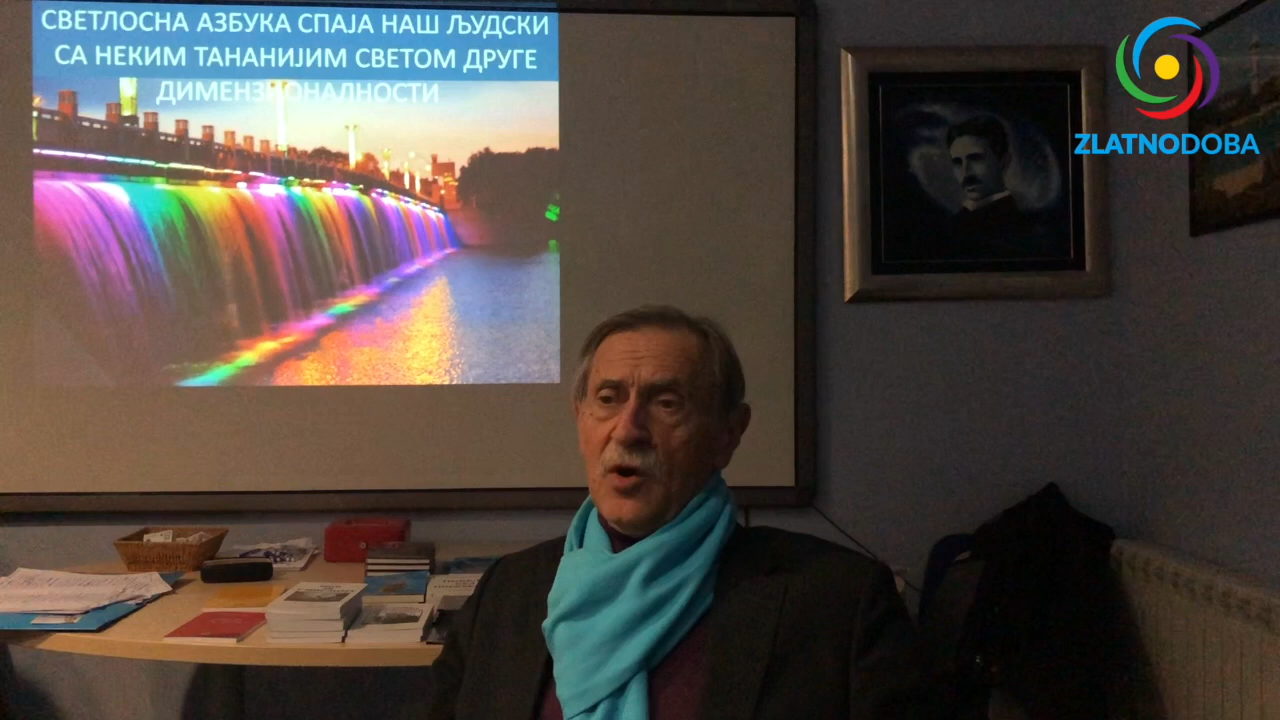 СВЕТЛОСНА АЗБУКА СПАЈА НАШ ЉУДСКИ
СА НЕКИМ ТАНАНИЈИМ СВЕТОМ ДРУГЕ
ДИМЕНЗИОНАЛНОСТИ
ZLATNODOBA